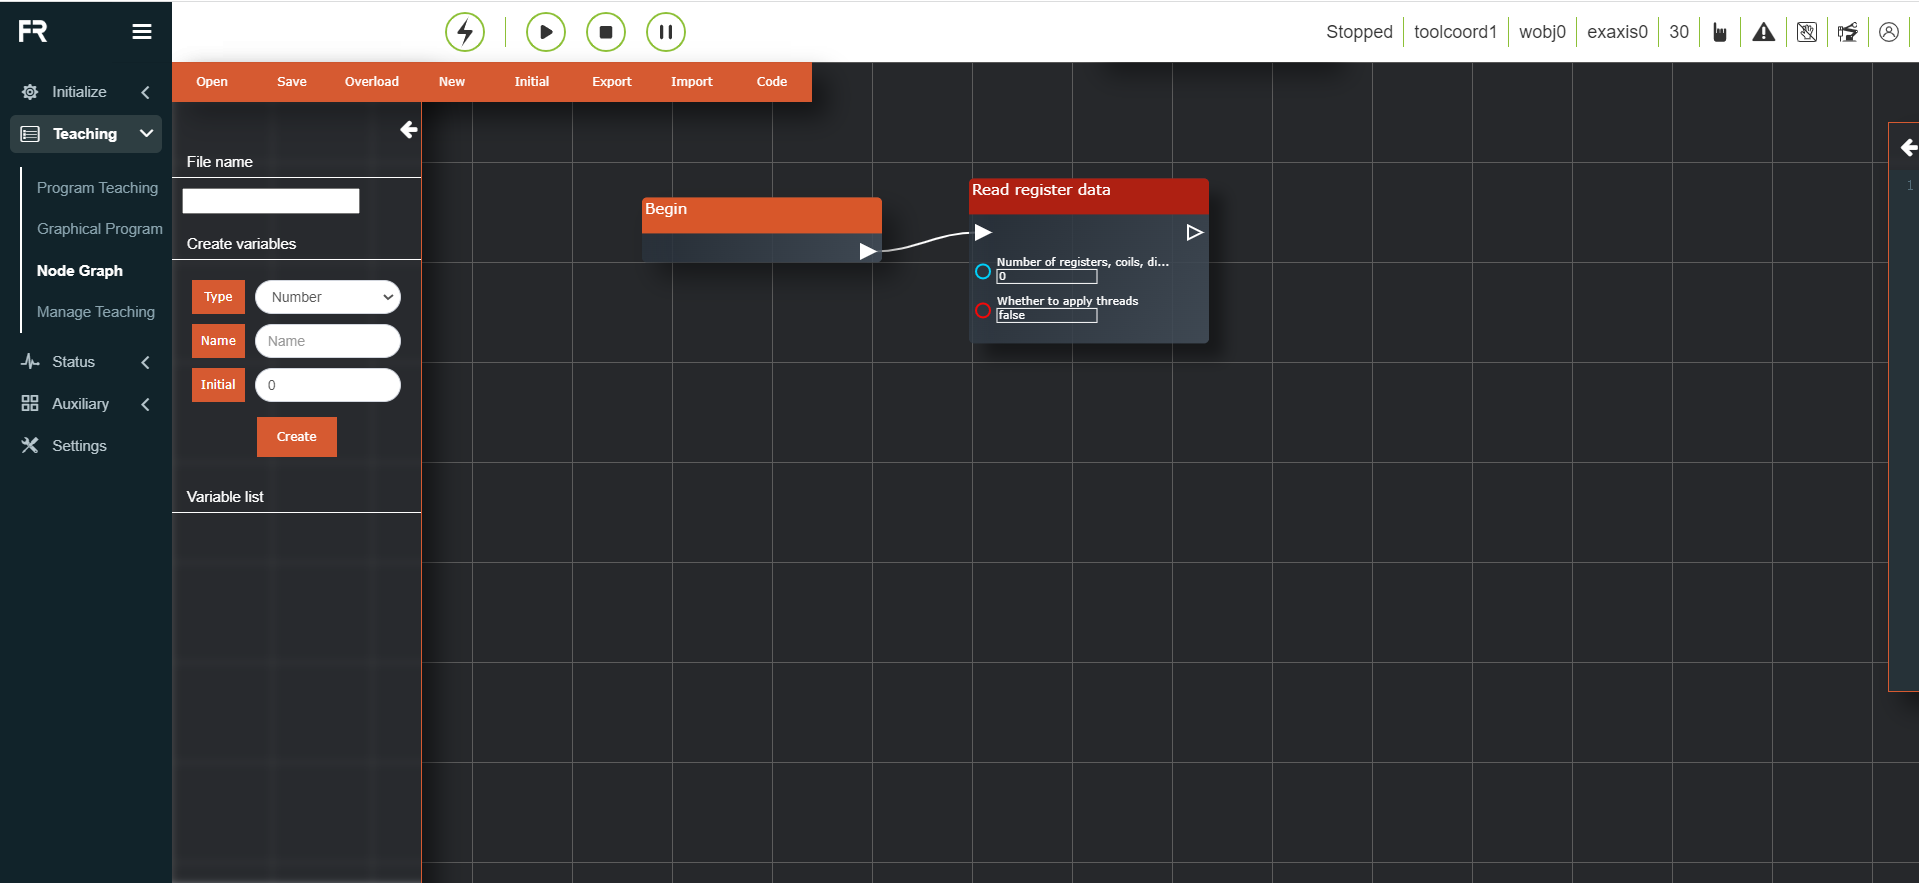 FR
Stopped
toolcoord1
wobj0
exaxis0
30
Initialize
Teaching
Program Teaching
Graphical Program
Node Graph
Manage Teaching
Status
Auxiliary
Settings
Open
Save
Overload
New
Initial
Export
Import
Code
File name
Create variables
Type
Number
Name
Name
Initial
0
Create
Variable list
Begin
Read register data
Number of registers, coils, di...
0
Whether to apply threads
false
1